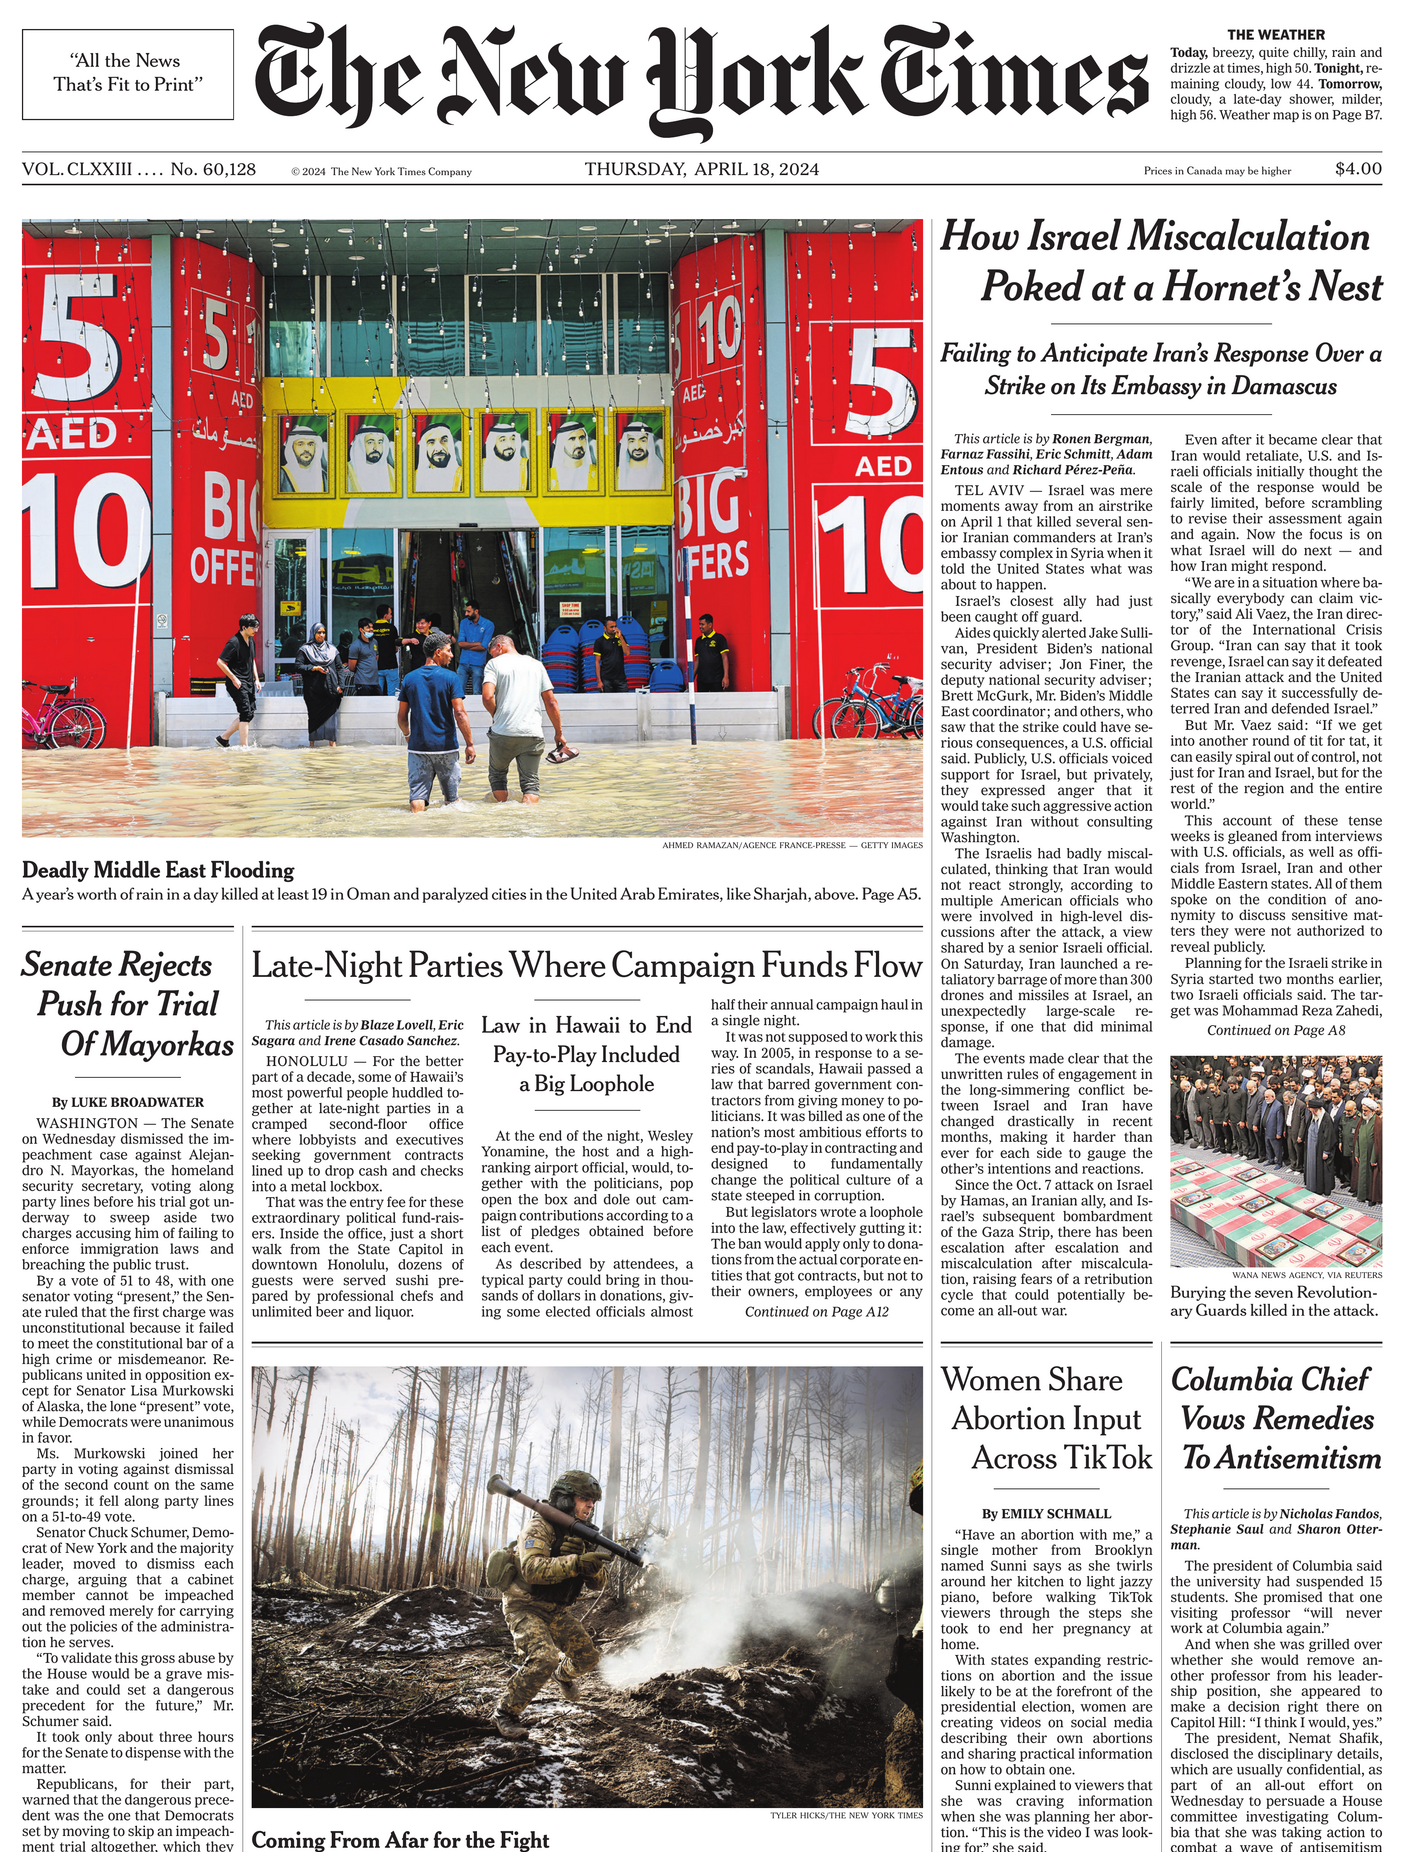 “All the News
That’s Fit to Print”
The New York Times
THE WEATHER
Today, breezy, quite chilly, rain and
drizzle at times, high 50. Tonight, re-
maining cloudy, low 44. Tomorrow,
cloudy, a late-day shower, milder,
high 56. Weather map is on Page B7.
VOL. CLXXIII .... No. 60,128
© 2024 The New York Times Company
THURSDAY, APRIL 18, 2024
Prices in Canada may be higher
$4.00
5
AED
10
5
10
AED
BIG
OFFE
5
10
AED
BIG
OFFERS
5
AED
10
AHMED RAMAZAN/AGENCE FRANCE-PRESSE — GETTY IMAGES
Deadly Middle East Flooding
A year’s worth of rain in a day killed at least 19 in Oman and paralyzed cities in the United Arab Emirates, like Sharjah, above. Page A5.
How Israel Miscalculation
Poked at a Hornet’s Nest
Failing to Anticipate Iran’s Response Over a
Strike on Its Embassy in Damascus
This article is by Ronen Bergman,
Farnaz Fassihi, Eric Schmitt, Adam
Entous and Richard Pérez-Peña.
TEL AVIV — Israel was mere
moments away from an airstrike
on April 1 that killed several sen-
ior Iranian commanders at Iran’s
embassy complex in Syria when it
told the United States what was
about to happen.
Israel’s closest ally had just
been caught off guard.
Aides quickly alerted Jake Sulli-
van, President Biden’s national
security adviser; Jon Finer, the
deputy national security adviser;
Brett McGurk, Mr. Biden’s Middle
East coordinator; and others, who
saw that the strike could have se-
rious consequences, a U.S. official
said. Publicly, U.S. officials voiced
support for Israel, but privately,
they expressed anger that it
would take such aggressive action
against Iran without consulting
Washington.
The Israelis had badly miscal-
culated, thinking that Iran would
not react strongly, according to
multiple American officials who
were involved in high-level dis-
cussions after the attack, a view
shared by a senior Israeli official.
On Saturday, Iran launched a re-
taliatory barrage of more than 300
drones and missiles at Israel, an
unexpectedly large-scale re-
sponse, if one that did minimal
damage.
The events made clear that the
unwritten rules of engagement in
the long-simmering conflict be-
tween Israel and Iran have
changed drastically in recent
months, making it harder than
ever for each side to gauge the
other’s intentions and reactions.
Since the Oct. 7 attack on Israel
by Hamas, an Iranian ally, and Is-
rael’s subsequent bombardment
of the Gaza Strip, there has been
escalation after escalation and
miscalculation after miscalcula-
tion, raising fears of a retribution
cycle that could potentially be-
come an all-out war.
Even after it became clear that
Iran would retaliate, U.S. and Is-
raeli officials initially thought the
scale of the response would be
fairly limited, before scrambling
to revise their assessment again
and again. Now the focus is on
what Israel will do next — and
how Iran might respond.
“We are in a situation where ba-
sically everybody can claim vic-
tory,” said Ali Vaez, the Iran direc-
tor of the International Crisis
Group. “Iran can say that it took
revenge, Israel can say it defeated
the Iranian attack and the United
States can say it successfully de-
terred Iran and defended Israel.”
But Mr. Vaez said: “If we get
into another round of tit for tat, it
can easily spiral out of control, not
just for Iran and Israel, but for the
rest of the region and the entire
world.”
This account of these tense
weeks is gleaned from interviews
with U.S. officials, as well as offi-
cials from Israel, Iran and other
Middle Eastern states. All of them
spoke on the condition of ano-
nymity to discuss sensitive mat-
ters they were not authorized to
reveal publicly.
Planning for the Israeli strike in
Syria started two months earlier,
two Israeli officials said. The tar-
get was Mohammad Reza Zahedi,
Continued on Page A8
WANA NEWS AGENCY, VIA REUTERS
Burying the seven Revolution-
ary Guards killed in the attack.
Senate Rejects
Push for Trial
Of Mayorkas
By LUKE BROADWATER
WASHINGTON — The Senate
on Wednesday dismissed the im-
peachment case against Alejan-
dro N. Mayorkas, the homeland
security secretary, voting along
party lines before his trial got un-
derway to sweep aside two
charges accusing him of failing to
enforce immigration laws and
breaching the public trust.
By a vote of 51 to 48, with one
senator voting “present,” the Sen-
ate ruled that the first charge was
unconstitutional because it failed
to meet the constitutional bar of a
high crime or misdemeanor. Re-
publicans united in opposition ex-
cept for Senator Lisa Murkowski
of Alaska, the lone “present” vote,
while Democrats were unanimous
in favor.
Ms. Murkowski joined her
party in voting against dismissal
of the second count on the same
grounds; it fell along party lines
on a 51-to-49 vote.
Senator Chuck Schumer, Demo-
crat of New York and the majority
leader, moved to dismiss each
charge, arguing that a cabinet
member cannot be impeached
and removed merely for carrying
out the policies of the administra-
tion he serves.
“To validate this gross abuse by
the House would be a grave mis-
take and could set a dangerous
precedent for the future,” Mr.
Schumer said.
It took only about three hours
for the Senate to dispense with the
matter.
Republicans, for their part,
warned that the dangerous prece-
dent was the one that Democrats
set by moving to skip an impeach-
ment trial altogether, which they
Late-Night Parties Where Campaign Funds Flow
This article is by Blaze Lovell, Eric
Sagara and Irene Casado Sanchez.
HONOLULU — For the better
part of a decade, some of Hawaii’s
most powerful people huddled to-
gether at late-night parties in a
cramped second-floor office
where lobbyists and executives
seeking government contracts
lined up to drop cash and checks
into a metal lockbox.
That was the entry fee for these
extraordinary political fund-rais-
ers. Inside the office, just a short
walk from the State Capitol in
downtown Honolulu, dozens of
guests were served sushi pre-
pared by professional chefs and
unlimited beer and liquor.
Law in Hawaii to End
Pay-to-Play Included
a Big Loophole
At the end of the night, Wesley
Yonamine, the host and a high-
ranking airport official, would, to-
gether with the politicians, pop
open the box and dole out cam-
paign contributions according to a
list of pledges obtained before
each event.
As described by attendees, a
typical party could bring in thou-
sands of dollars in donations, giv-
ing some elected officials almost
half their annual campaign haul in
a single night.
It was not supposed to work this
way. In 2005, in response to a se-
ries of scandals, Hawaii passed a
law that barred government con-
tractors from giving money to po-
liticians. It was billed as one of the
nation’s most ambitious efforts to
end pay-to-play in contracting and
designed to fundamentally
change the political culture of a
state steeped in corruption.
But legislators wrote a loophole
into the law, effectively gutting it:
The ban would apply only to dona-
tions from the actual corporate en-
tities that got contracts, but not to
their owners, employees or any
Continued on Page A12
TYLER HICKS/THE NEW YORK TIMES
Coming From Afar for the Fight
Women Share
Abortion Input
Across TikTok
By EMILY SCHMALL
“Have an abortion with me,” a
single mother from Brooklyn
named Sunni says as she twirls
around her kitchen to light jazzy
piano, before walking TikTok
viewers through the steps she
took to end her pregnancy at
home.
With states expanding restric-
tions on abortion and the issue
likely to be at the forefront of the
presidential election, women are
creating videos on social media
describing their own abortions
and sharing practical information
on how to obtain one.
Sunni explained to viewers that
she was craving information
when she was planning her abor-
tion. “This is the video I was look-
ing for,” she said.
Columbia Chief
Vows Remedies
To Antisemitism
This article is by Nicholas Fandos,
Stephanie Saul and Sharon Otter-
man.
The president of Columbia said
the university had suspended 15
students. She promised that one
visiting professor “will never
work at Columbia again.”
And when she was grilled over
whether she would remove an-
other professor from his leader-
ship position, she appeared to
make a decision right there on
Capitol Hill: “I think I would, yes.”
The president, Nemat Shafik,
disclosed the disciplinary details,
which are usually confidential, as
part of an all-out effort on
Wednesday to persuade a House
committee investigating Colum-
bia that she was taking action to
combat a wave of antisemitism